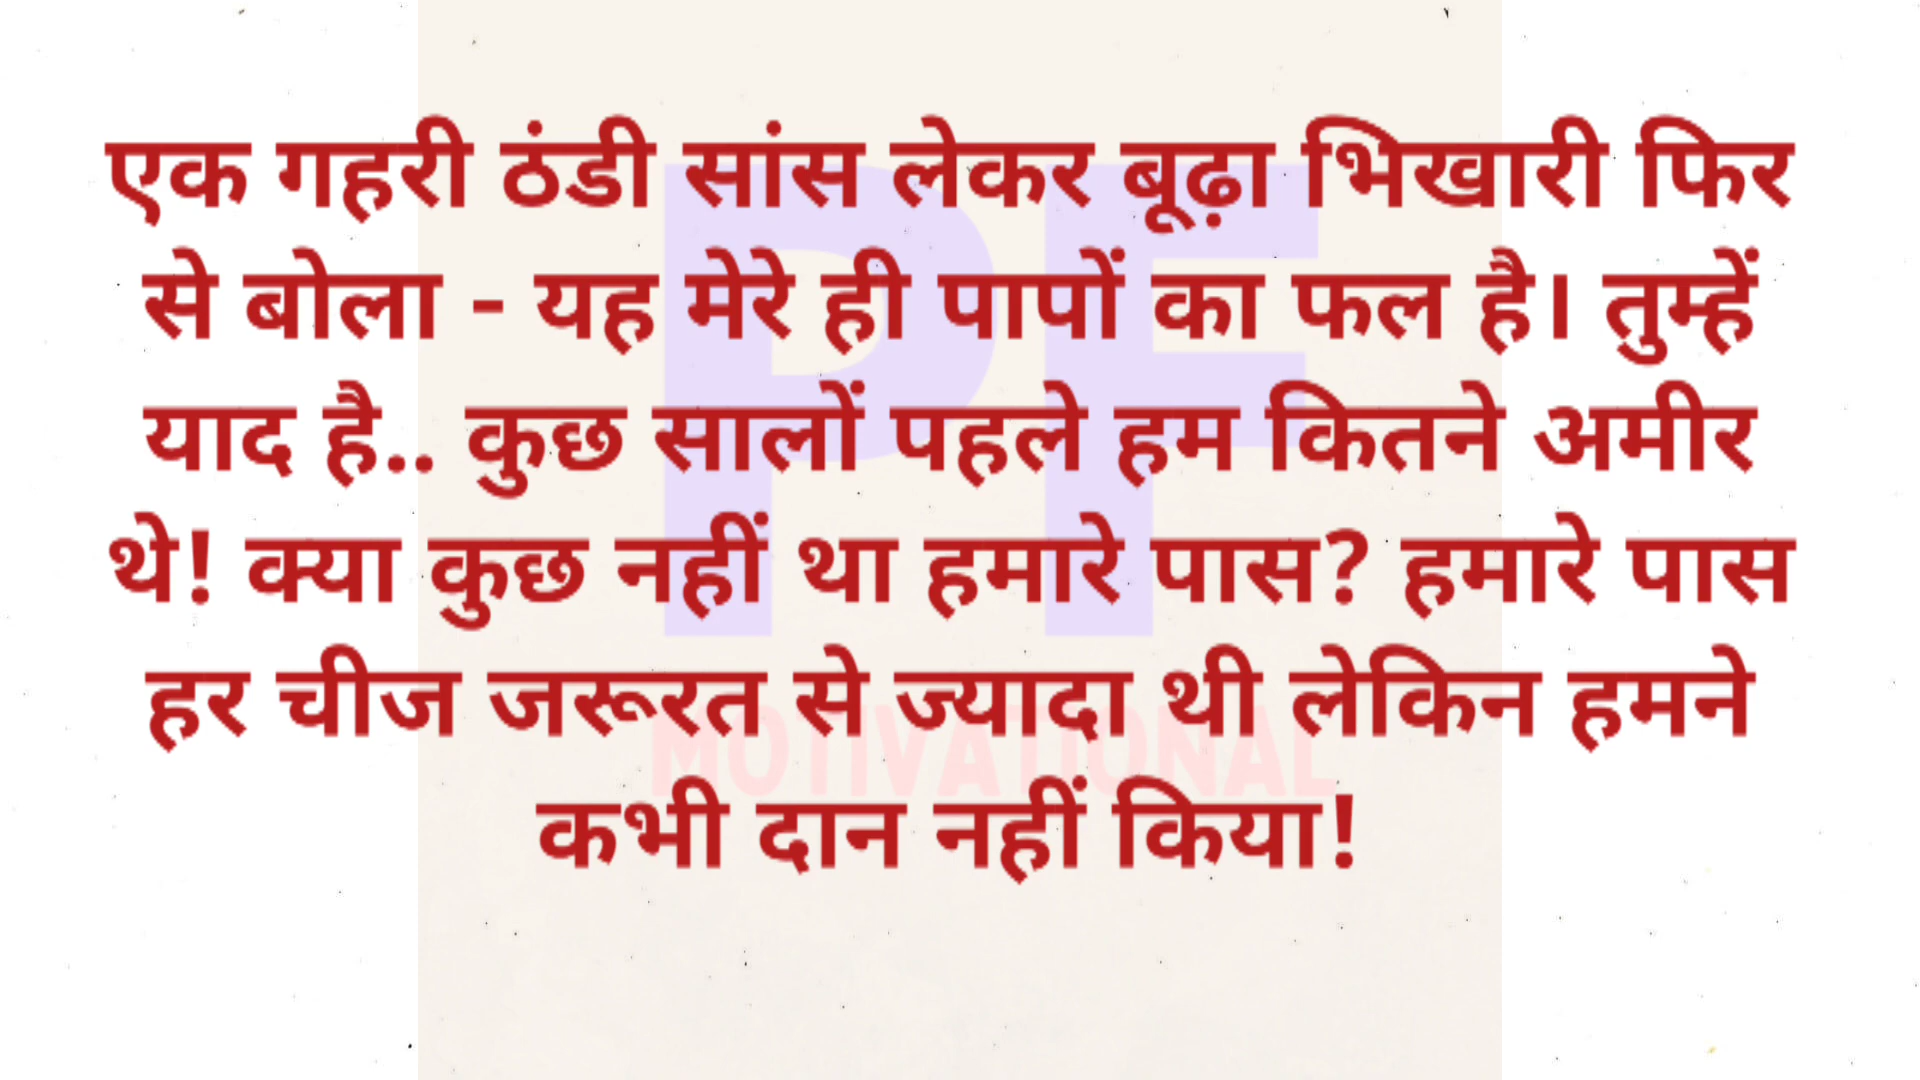 एक गहरी ठंडी सांस लेकर बूढ़ा भिखारी फिर
से बोला - यह मेरे ही पापों का फल है। तुम्हें
याद है.. कुछ सालों पहले हम कितने अमीर
थे! क्या कुछ नहीं था हमारे पास? हमारे पास
हर चीज जरूरत से ज्यादा थी लेकिन हमने
कभी दान नहीं किया!
PF
MOTIVATIONAL